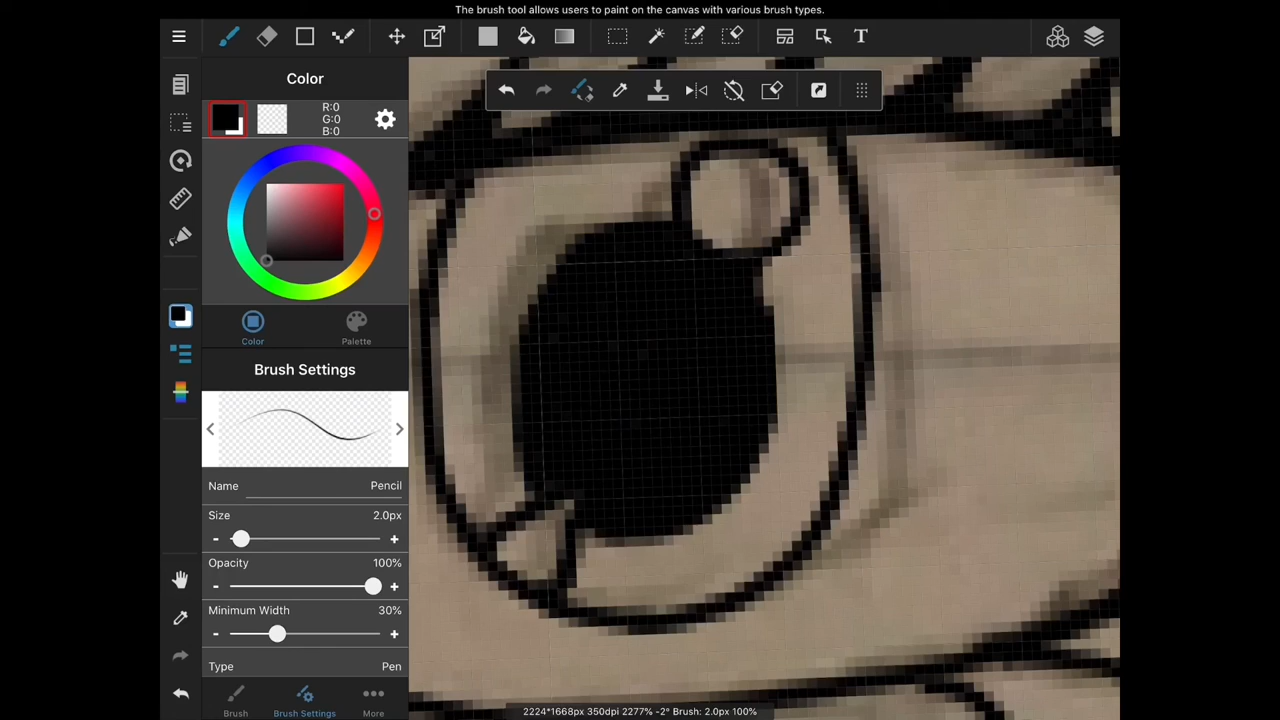 The brush tool allows users to paint on the canvas with various brush types.
T
Color
R:0
G:0
B:0
Color
Palette
Brush Settings
Name Pencil
Size 2.0px
- +
Opacity 100%
- +
Minimum Width 30%
- +
Type Pen
Brush
Brush Settings
More
2224*1668px 350dpi 2277% -2° Brush: 2.0px 100%